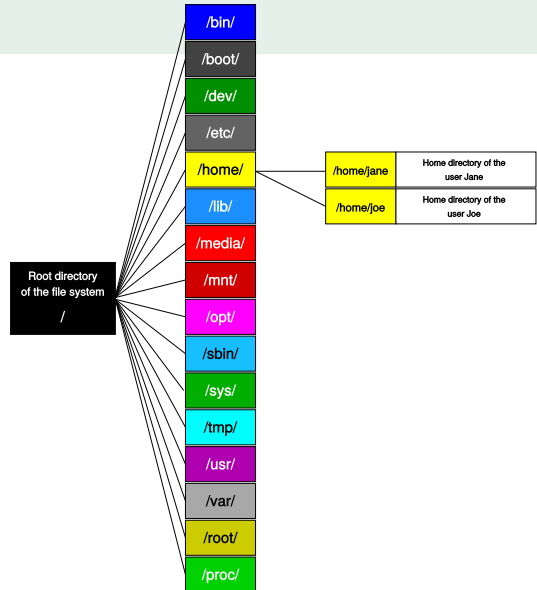 /bin/
/boot/
/dev/
/etc/
/home/
/home/jane
Home directory of the
user Jane
/lib/
/home/joe
Home directory of the
user Joe
/media/
Root directory
of the file system
/
/mnt/
/opt/
/sbin/
/sys/
/tmp/
/usr/
/var/
/root/
/proc/